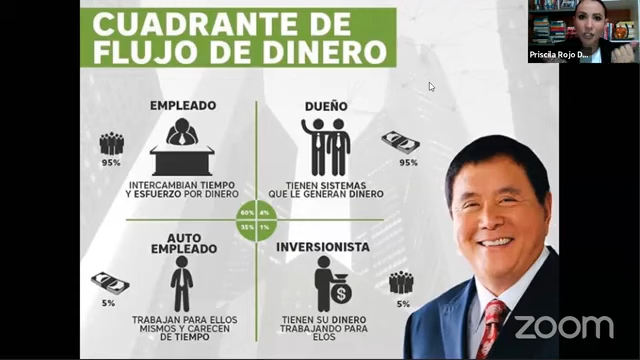 CUADRANTE DE
FLUJO DE DINERO
Priscila Rojo D...
EMPLEADO
95%
INTERCAMBIAN TIEMPO
Y ESFUERZO POR DINERO
DUEÑO
95%
TIENEN SISTEMAS
QUE LE GENERAN DINERO
60% 4%
35% 1%
AUTO
EMPLEADO
5%
TRABAJAN PARA ELLOS
MISMOS Y CARECEN
DE TIEMPO
INVERSIONISTA
5%
TIENEN SU DINERO
TRABAJANDO PARA
ELOS
zoom